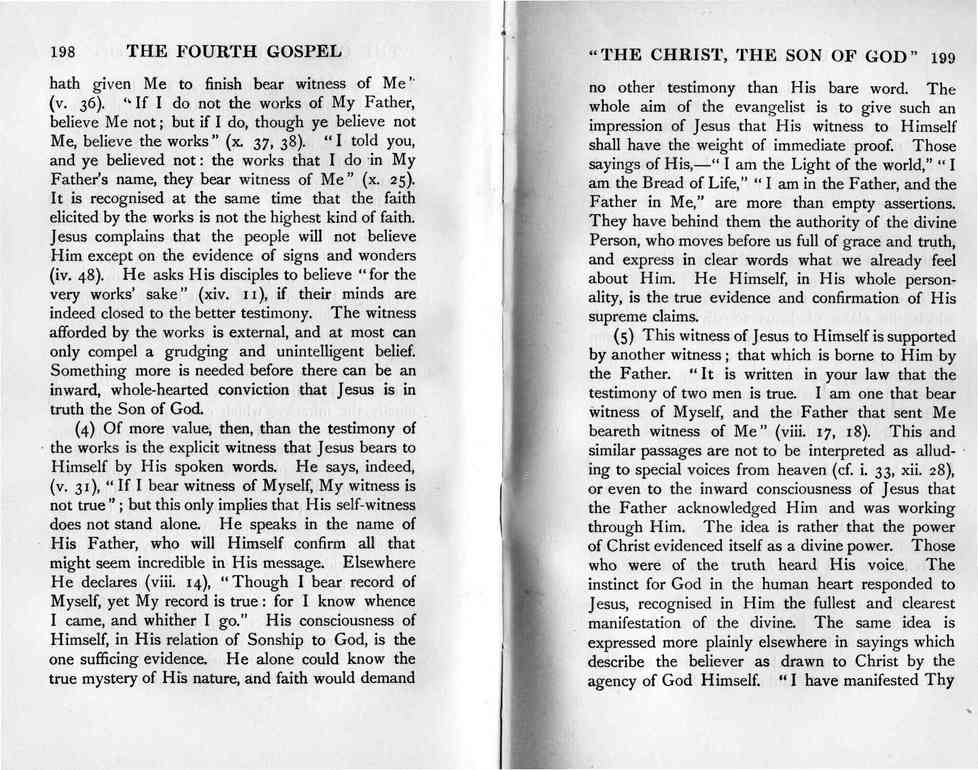 198 THE FOURTH GOSPEL
hath given Me to finish bear witness of Me"
(v. 36). "If I do not the works of My Father,
believe Me not; but if I do, though ye believe not
Me, believe the works" (x. 37, 38). "I told you,
and ye believed not: the works that I do in My
Father's name, they bear witness of Me" (x. 25).
It is recognised at the same time that the faith
elicited by the works is not the highest kind of faith.
Jesus complains that the people will not believe
Him except on the evidence of signs and wonders
(iv. 48). He asks His disciples to believe "for the
very works' sake" (xiv. 11), if their minds are
indeed closed to the better testimony. The witness
afforded by the works is external, and at most can
only compel a grudging and unintelligent belief.
Something more is needed before there can be an
inward, whole-hearted conviction that Jesus is in
truth the Son of God.
(4) Of more value, then, than the testimony of
the works is the explicit witness that Jesus bears to
Himself by His spoken words. He says, indeed,
(v. 31), "If I bear witness of Myself, My witness is
not true"; but this only implies that His self-witness
does not stand alone. He speaks in the name of
His Father, who will Himself confirm all that
might seem incredible in His message. Elsewhere
He declares (viii. 14), "Though I bear record of
Myself, yet My record is true: for I know whence
I came, and whither I go." His consciousness of
Himself, in His relation of Sonship to God, is the
one sufficing evidence. He alone could know the
true mystery of His nature, and faith would demand
"THE CHRIST, THE SON OF GOD" 199
no other testimony than His bare word. The
whole aim of the evangelist is to give such an
impression of Jesus that His witness to Himself
shall have the weight of immediate proof. Those
sayings of His,—"I am the Light of the world," "I
am the Bread of Life," "I am in the Father, and the
Father in Me," are more than empty assertions.
They have behind them the authority of the divine
Person, who moves before us full of grace and truth,
and express in clear words what we already feel
about Him. He Himself, in His whole person-
ality, is the true evidence and confirmation of His
supreme claims.
(5) This witness of Jesus to Himself is supported
by another witness; that which is borne to Him by
the Father. "It is written in your law that the
testimony of two men is true. I am one that bear
witness of Myself, and the Father that sent Me
beareth witness of Me" (viii. 17, 18). This and
similar passages are not to be interpreted as allud-
ing to special voices from heaven (cf. i. 33, xii. 28),
or even to the inward consciousness of Jesus that
the Father acknowledged Him and was working
through Him. The idea is rather that the power
of Christ evidenced itself as a divine power. Those
who were of the truth heard His voice. The
instinct for God in the human heart responded to
Jesus, recognised in Him the fullest and clearest
manifestation of the divine. The same idea is
expressed more plainly elsewhere in sayings which
describe the believer as drawn to Christ by the
agency of God Himself. "I have manifested Thy